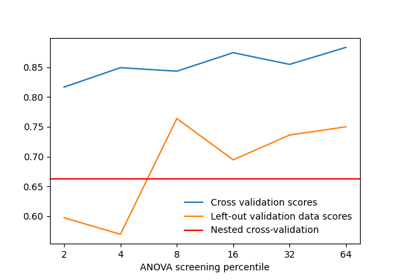 0.85
0.80
0.75
0.70
0.65
0.60
Cross validation scores
Left-out validation data scores
Nested cross-validation
2 4 8 16 32 64
ANOVA screening percentile